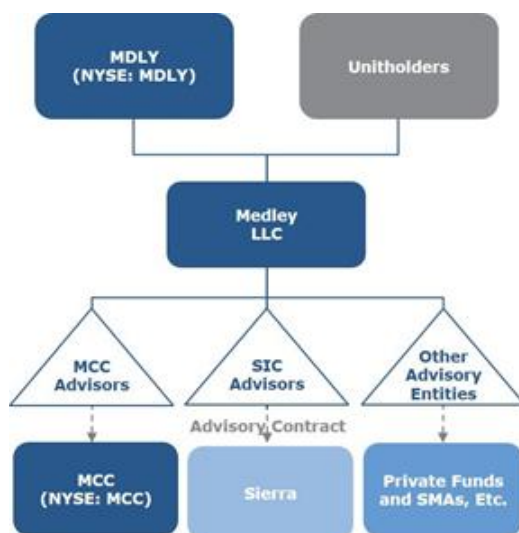 MDLY
(NYSE: MDLY)
Unitholders
Medley
LLC
MCC
Advisors
SIC
Advisors
Other
Advisory
Entities
Advisory Contract
MCC
(NYSE: MCC)
Sierra
Private Funds
and SMAs, Etc.